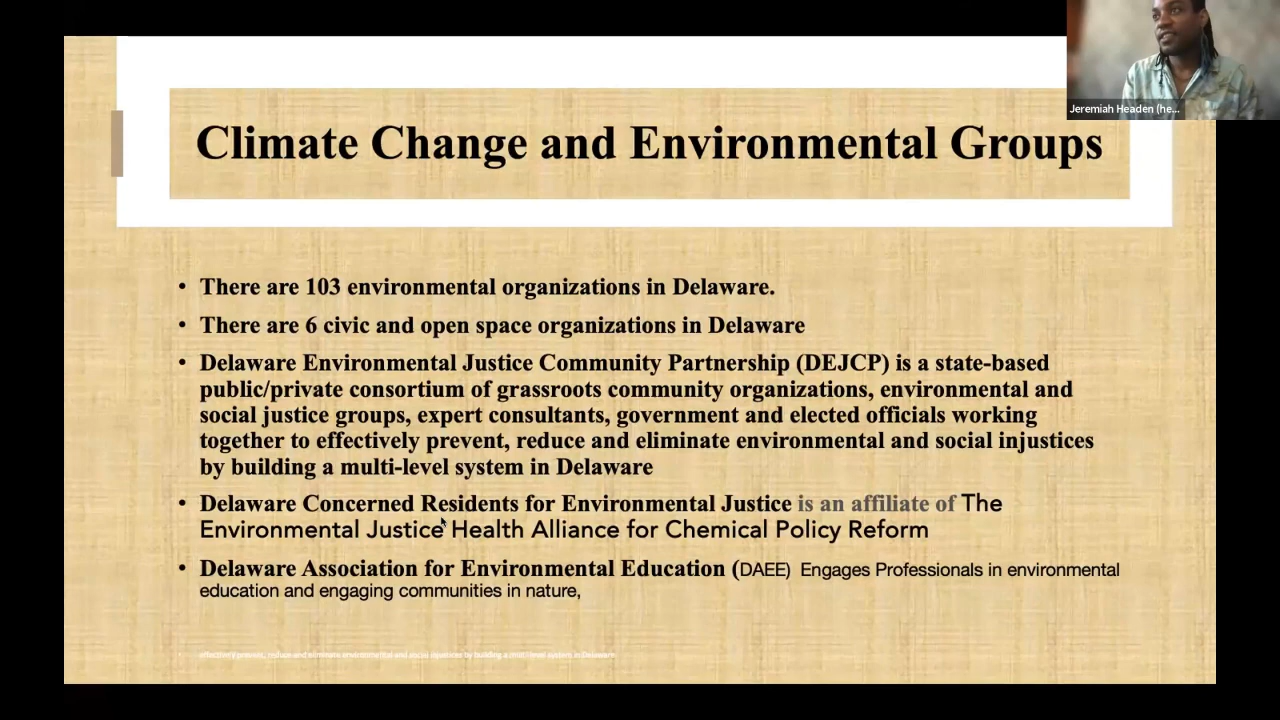 Jeremiah Headen (he...
Climate Change and Environmental Groups
• There are 103 environmental organizations in Delaware.
• There are 6 civic and open space organizations in Delaware
• Delaware Environmental Justice Community Partnership (DEJCP) is a state-based
public/private consortium of grassroots community organizations, environmental and
social justice groups, expert consultants, government and elected officials working
together to effectively prevent, reduce and eliminate environmental and social injustices
by building a multi-level system in Delaware
• Delaware Concerned Residents for Environmental Justice is an affiliate of The
Environmental Justice Health Alliance for Chemical Policy Reform
• Delaware Association for Environmental Education (DAEE) Engages Professionals in environmental
education and engaging communities in nature,
effectively prevent, reduce and eliminate environmental and social injustices by building a multi-level system in Delaware